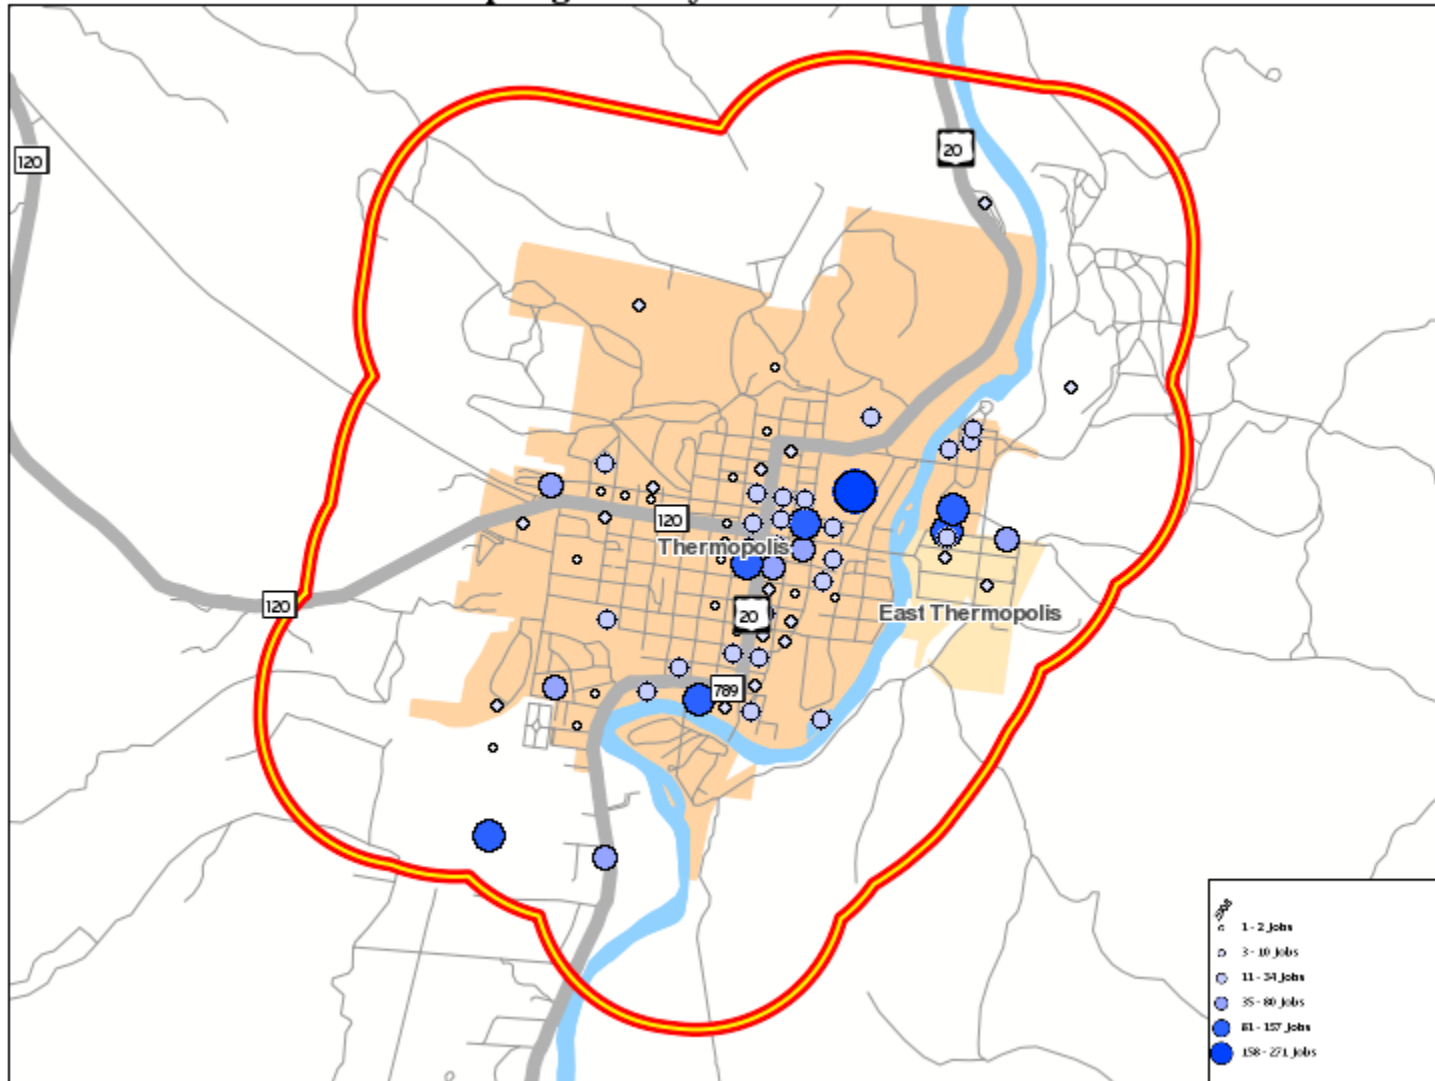 20
120
120
Thermopolis
120
20
East Thermopolis
789
1 - 2 Jobs
3 - 10 Jobs
11 - 34 Jobs
35 - 80 Jobs
81 - 157 Jobs
158 - 271 Jobs